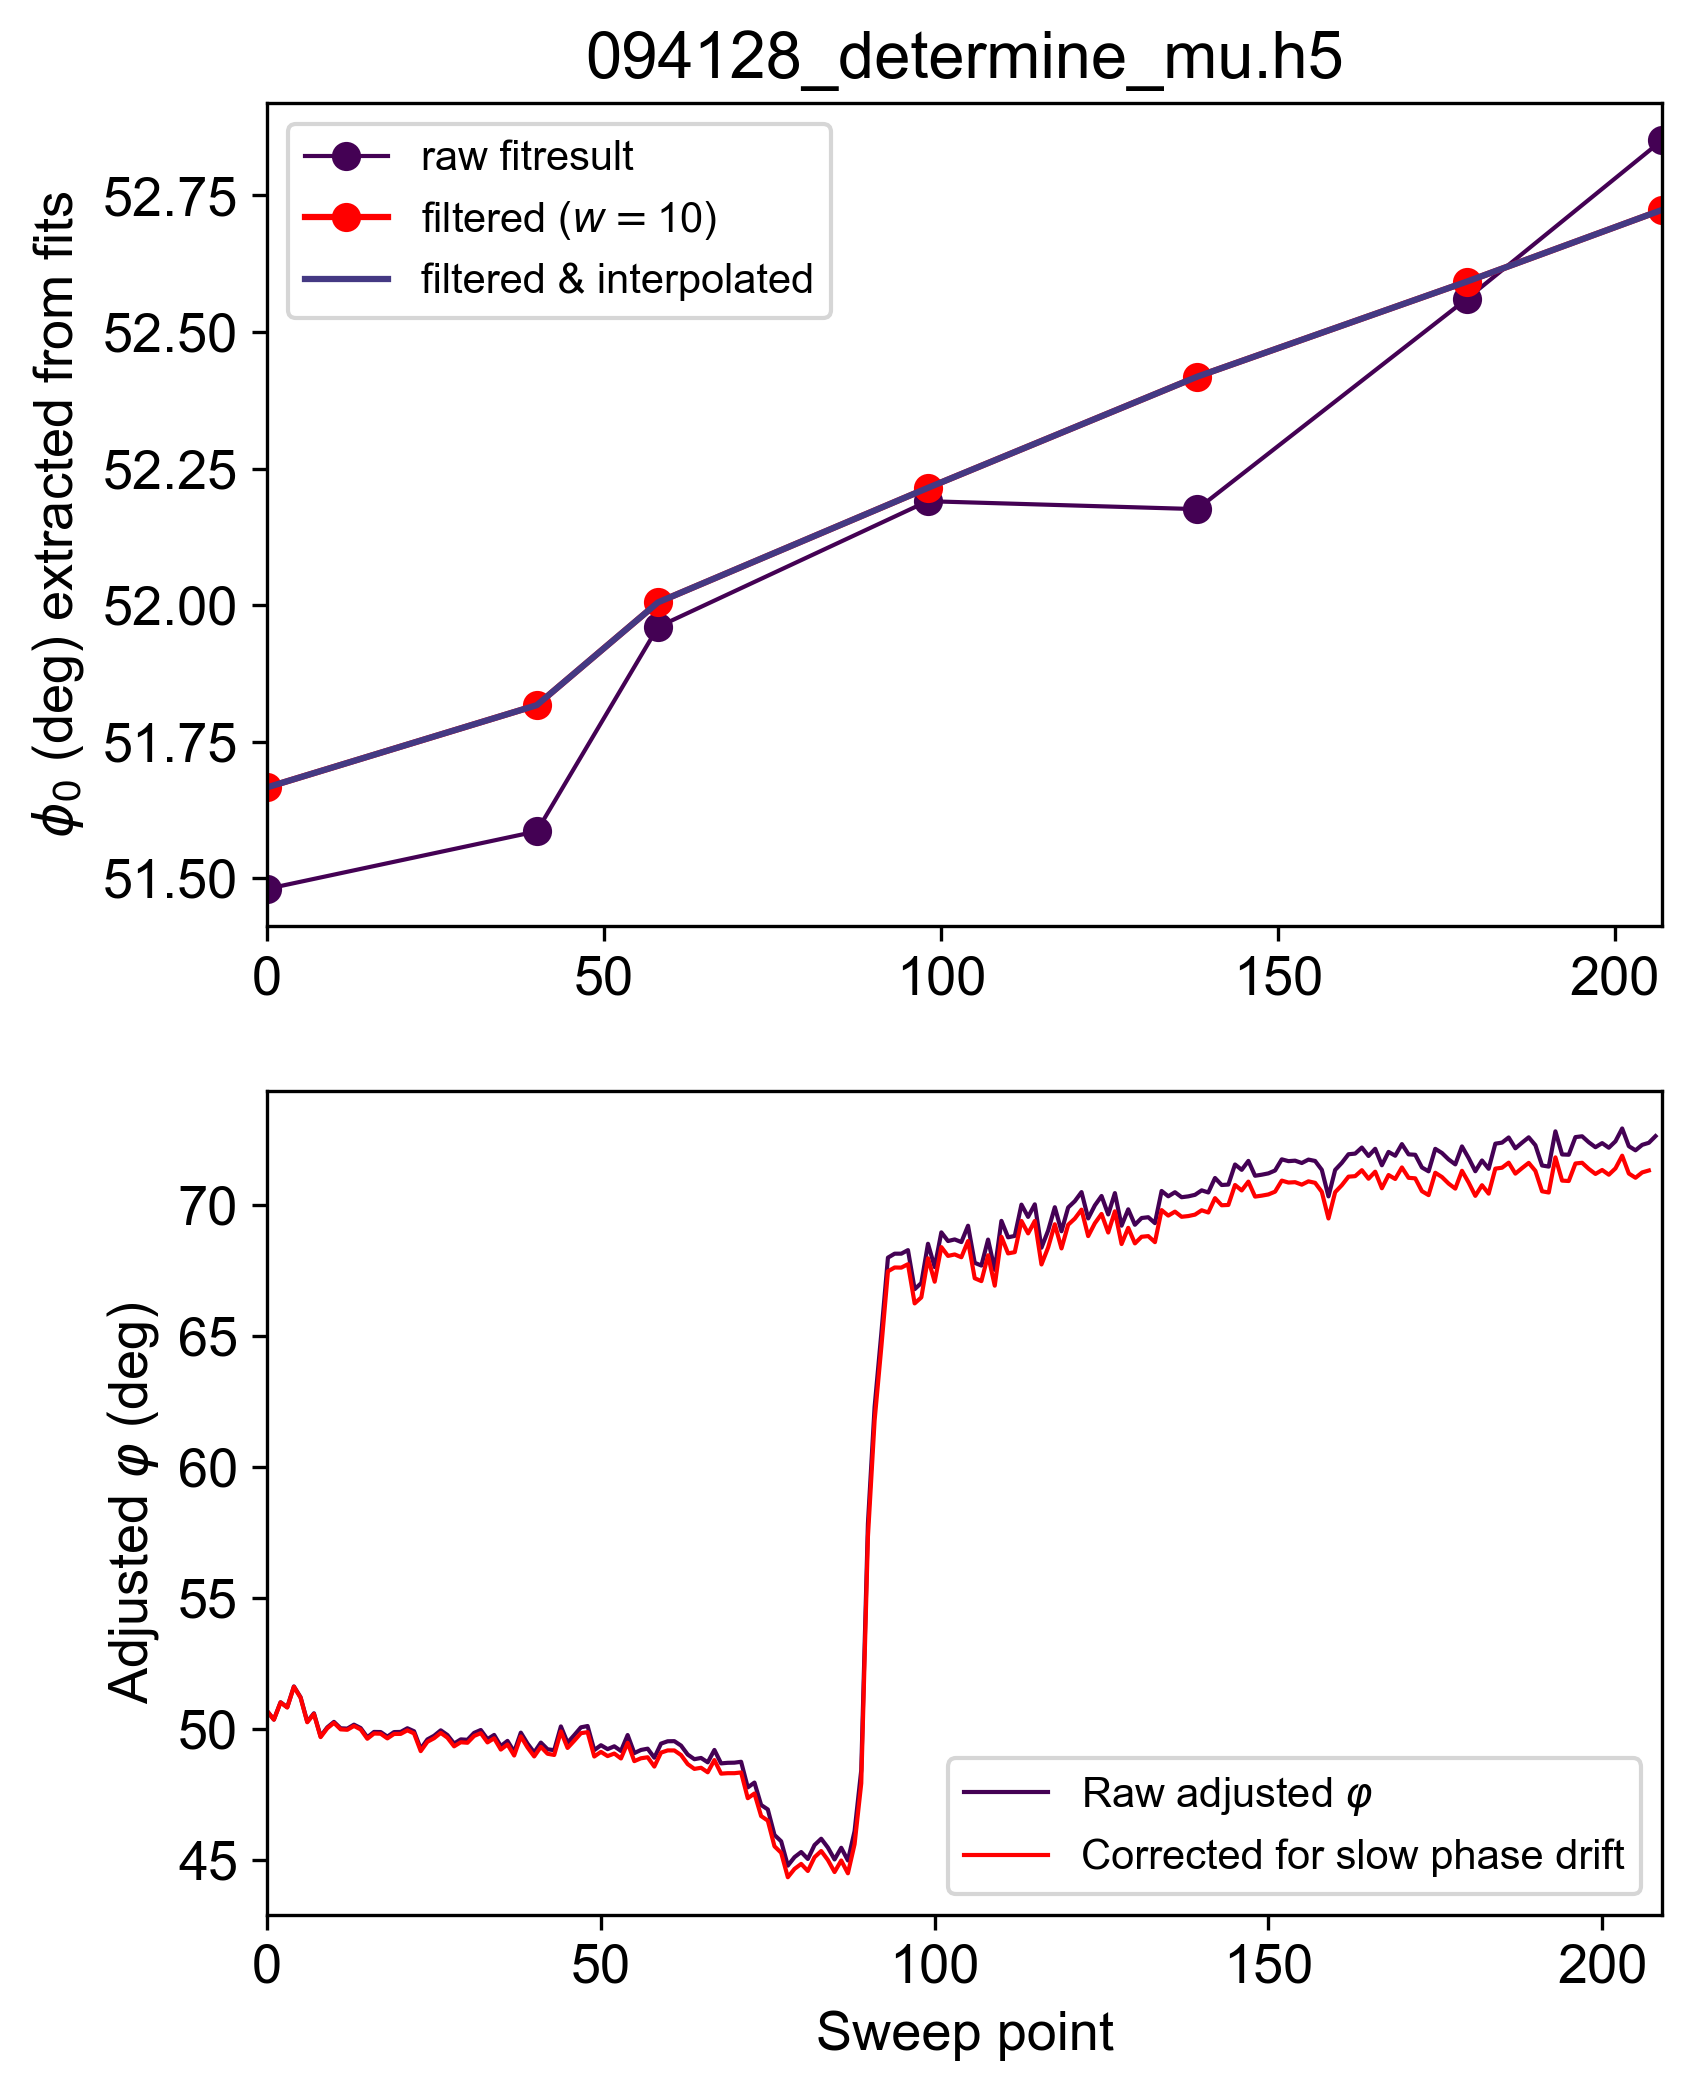 094128_determine_mu.h5
raw fitresult
filtered (w = 10)
filtered & interpolated
ϕ₀ (deg) extracted from fits
52.75
52.50
52.25
52.00
51.75
51.50
0 50 100 150 200
Adjusted φ (deg)
70
65
60
55
50
45
Raw adjusted φ
Corrected for slow phase drift
0 50 100 150 200
Sweep point